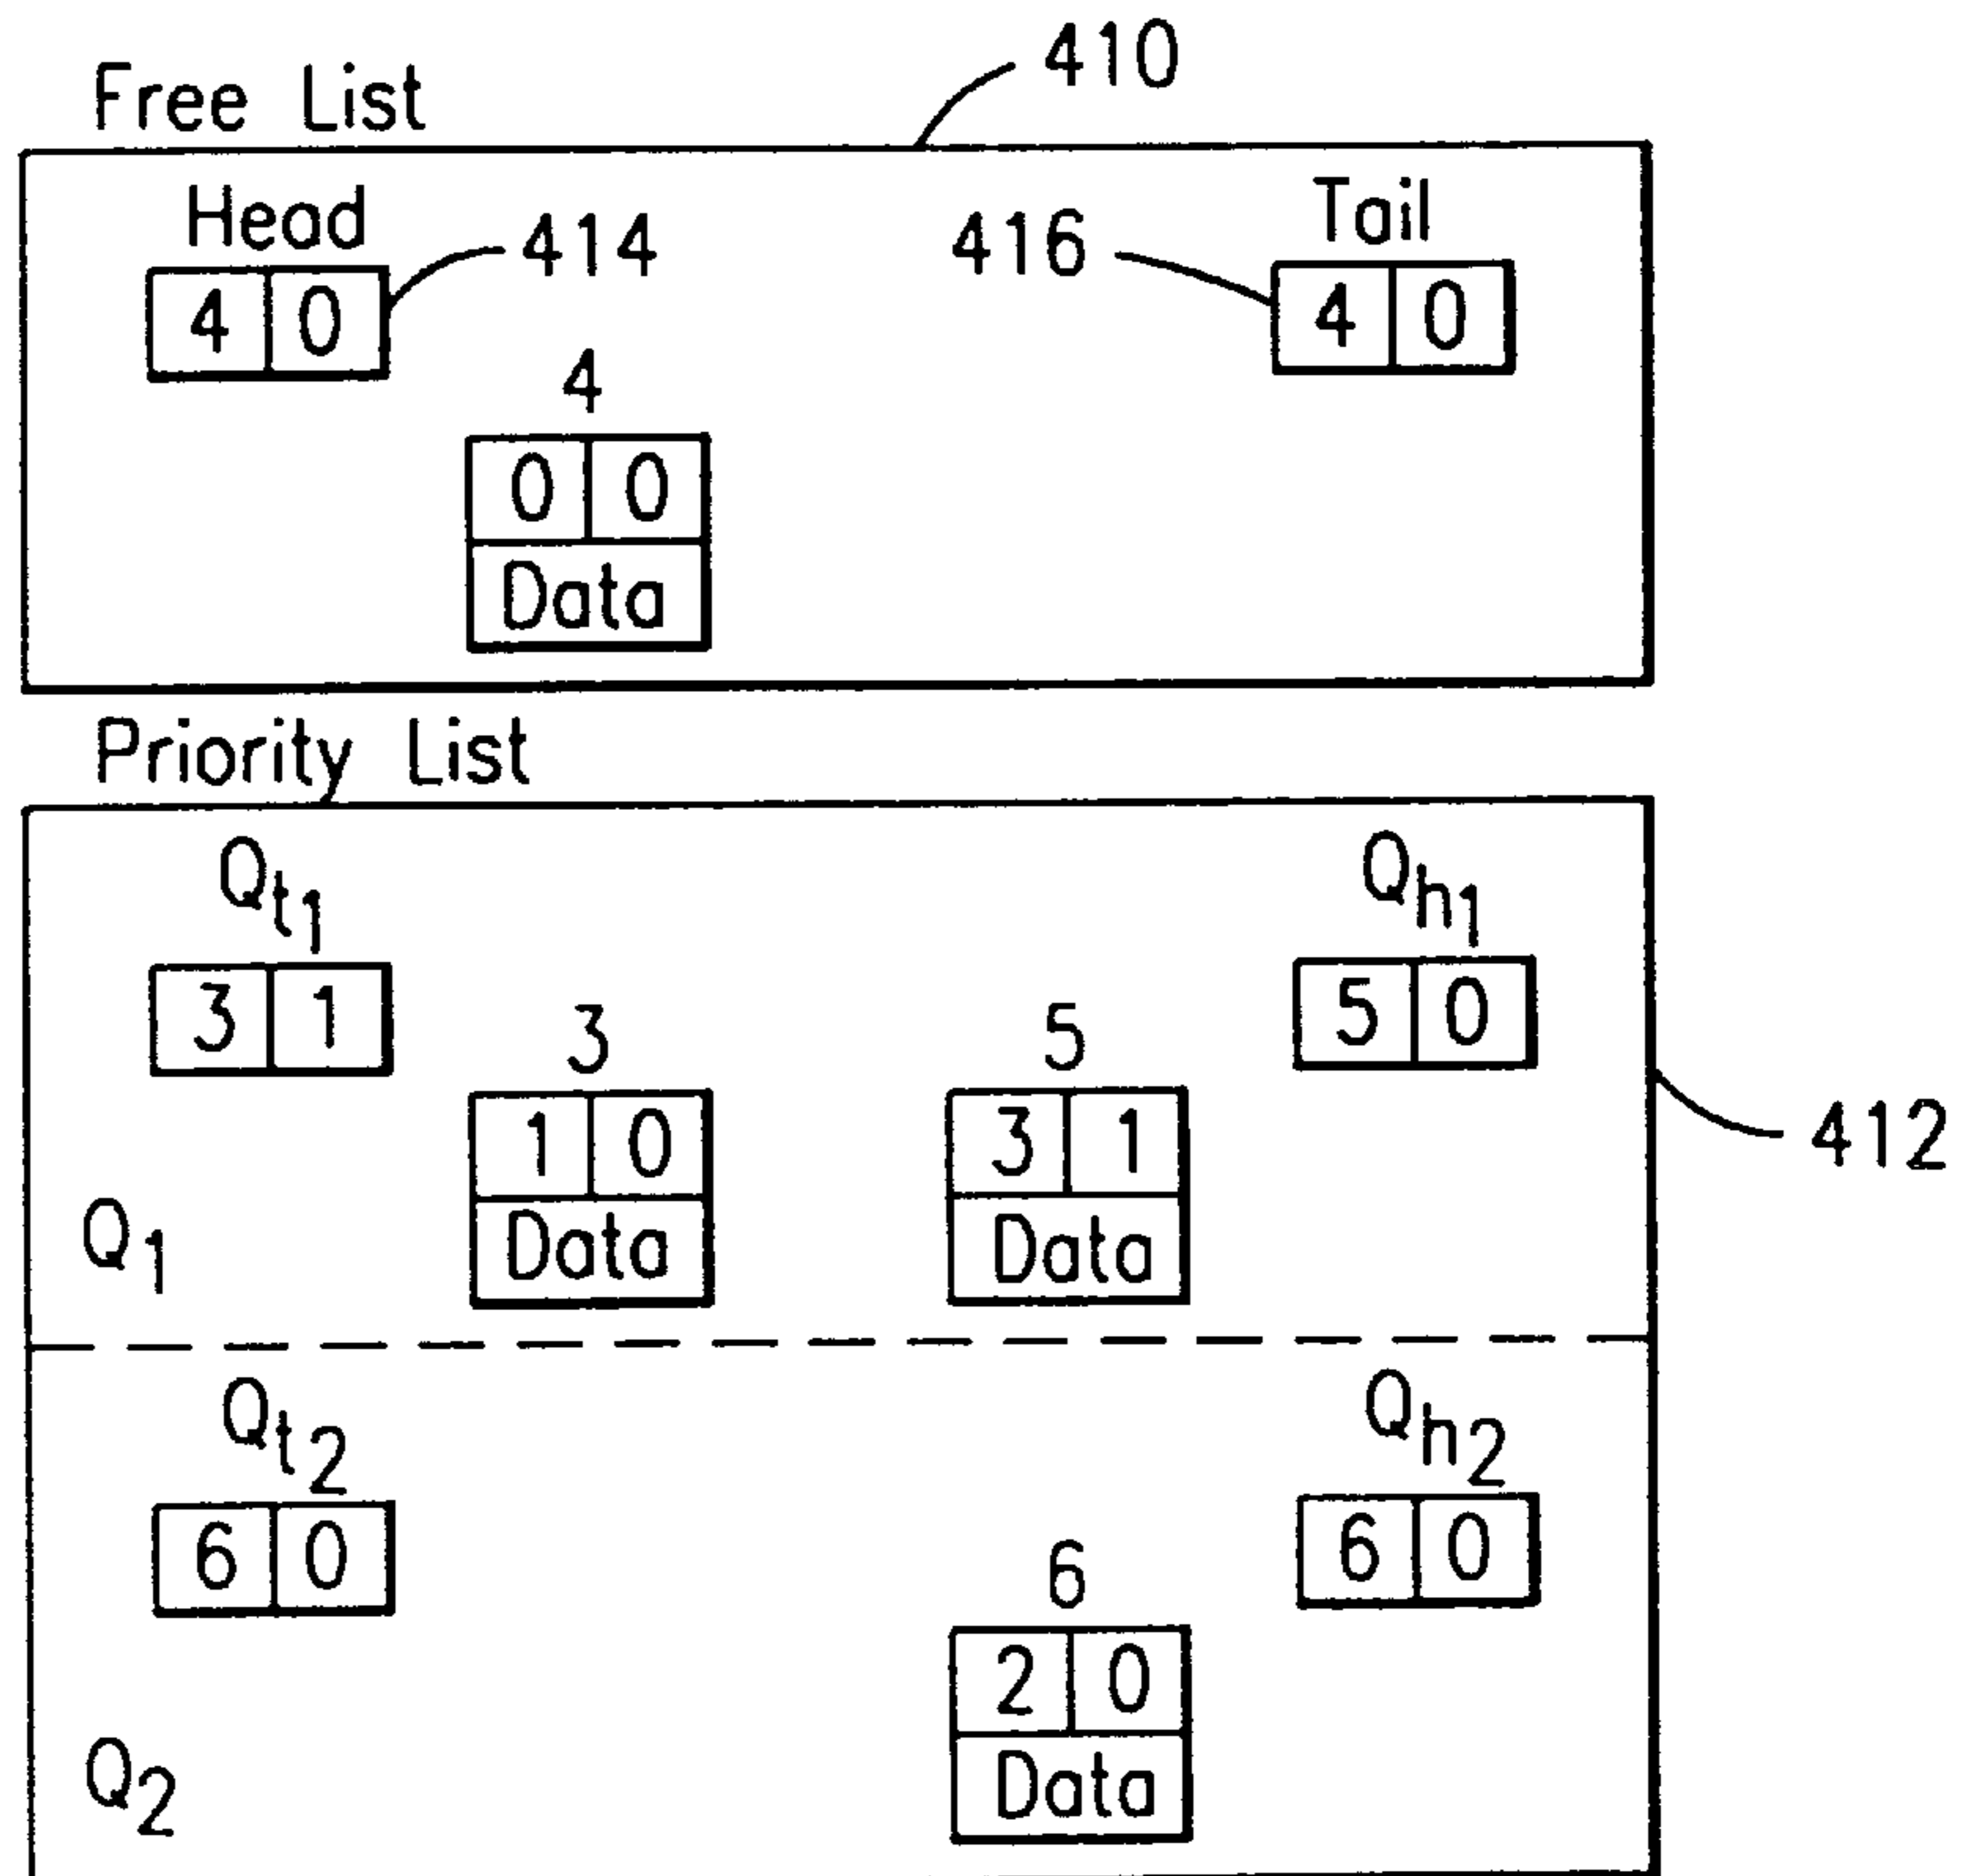 410
Free List
Head
414
416
Tail
4 0
4 0
4
0 0
Data
Priority List
Qt1
Qh1
3 1
5 0
3
5
1 0
3 1
412
Data
Data
Q1
Qt2
Qh2
6 0
6 0
6
2 0
Data
Q2